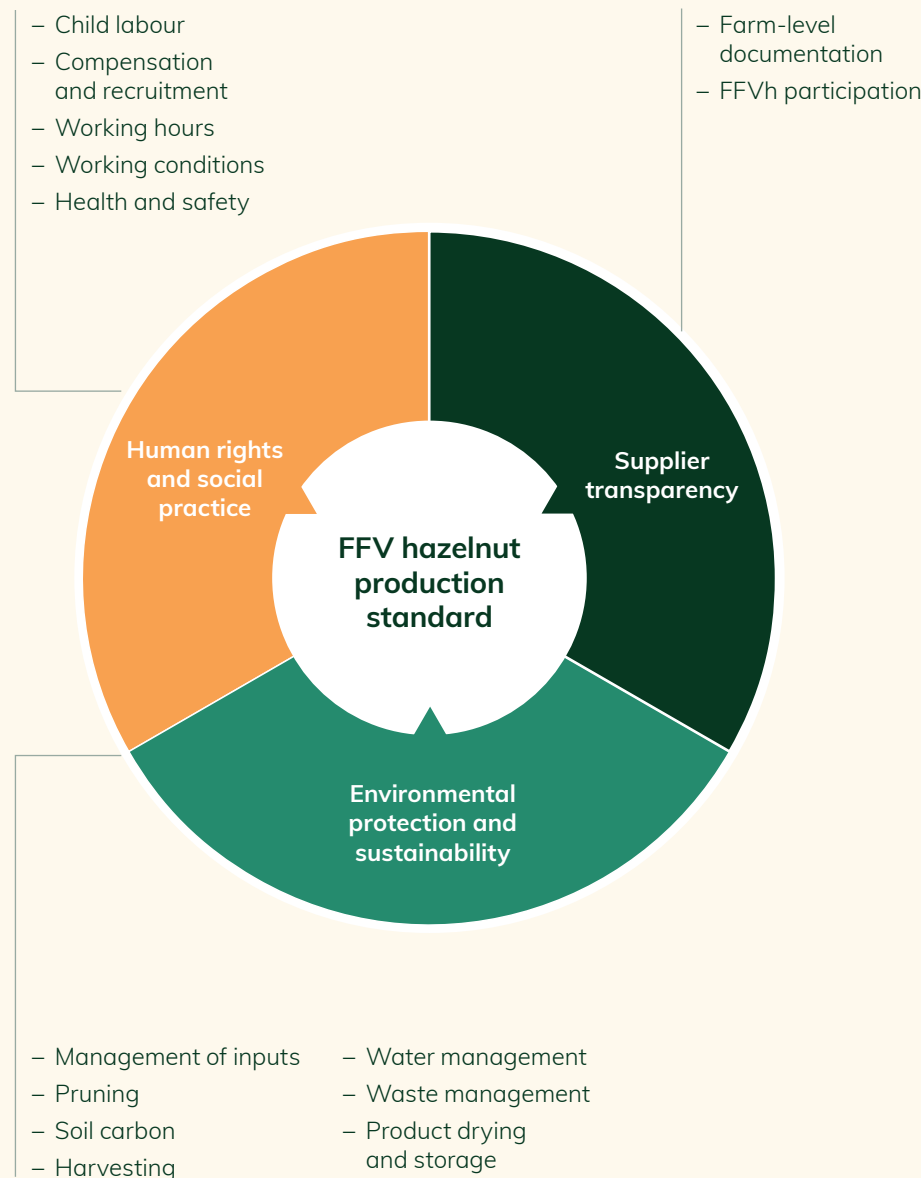 – Child labour
– Compensation
and recruitment
– Working hours
– Working conditions
– Health and safety
– Farm-level
documentation
– FFVh participation
Human rights
and social
practice
Supplier
transparency
FFV hazelnut
production
standard
Environmental
protection and
sustainability
– Management of inputs
– Pruning
– Soil carbon
– Harvesting
– Water management
– Waste management
– Product drying
and storage